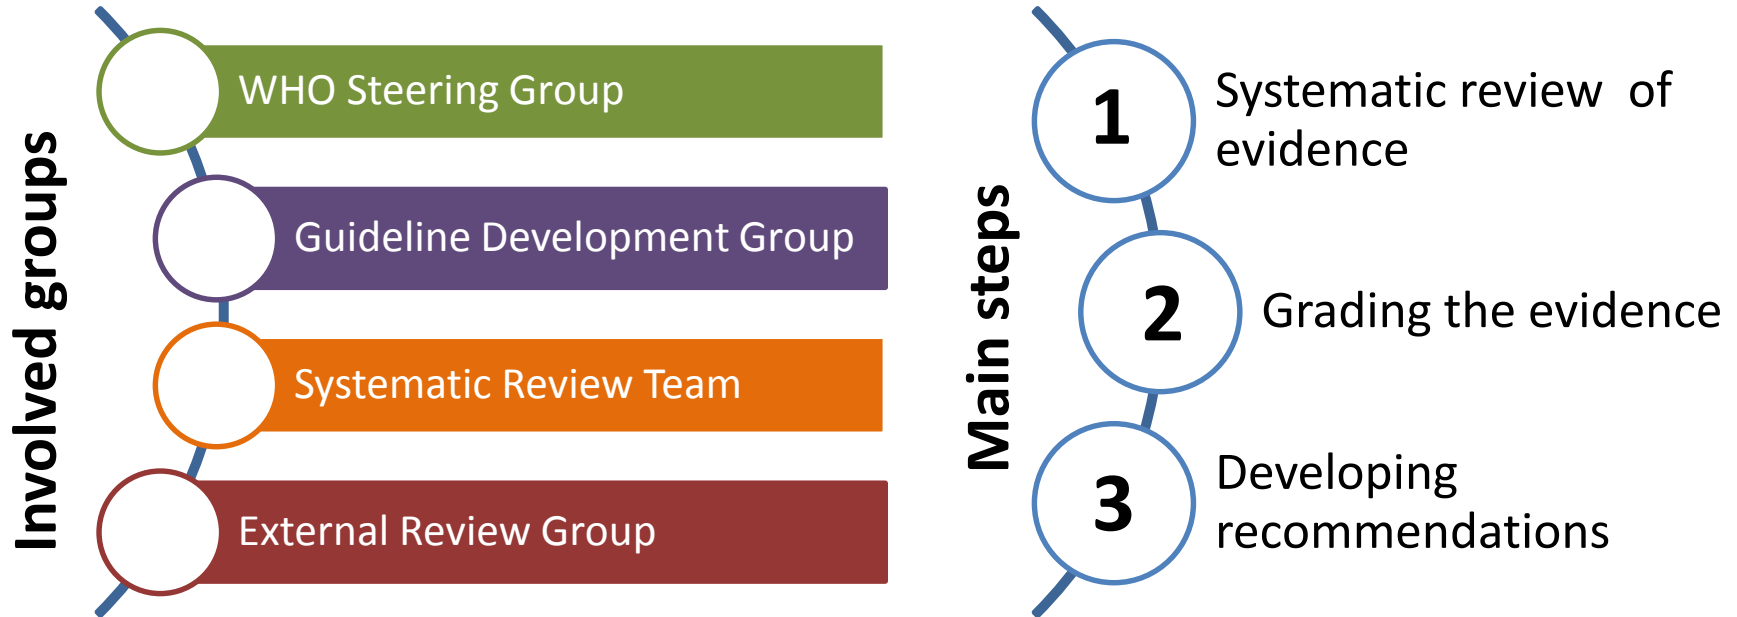 Involved groups
WHO Steering Group
Guideline Development Group
Systematic Review Team
External Review Group
Main steps
1
Systematic review  of
evidence
2
Grading the evidence
3
Developing
recommendations